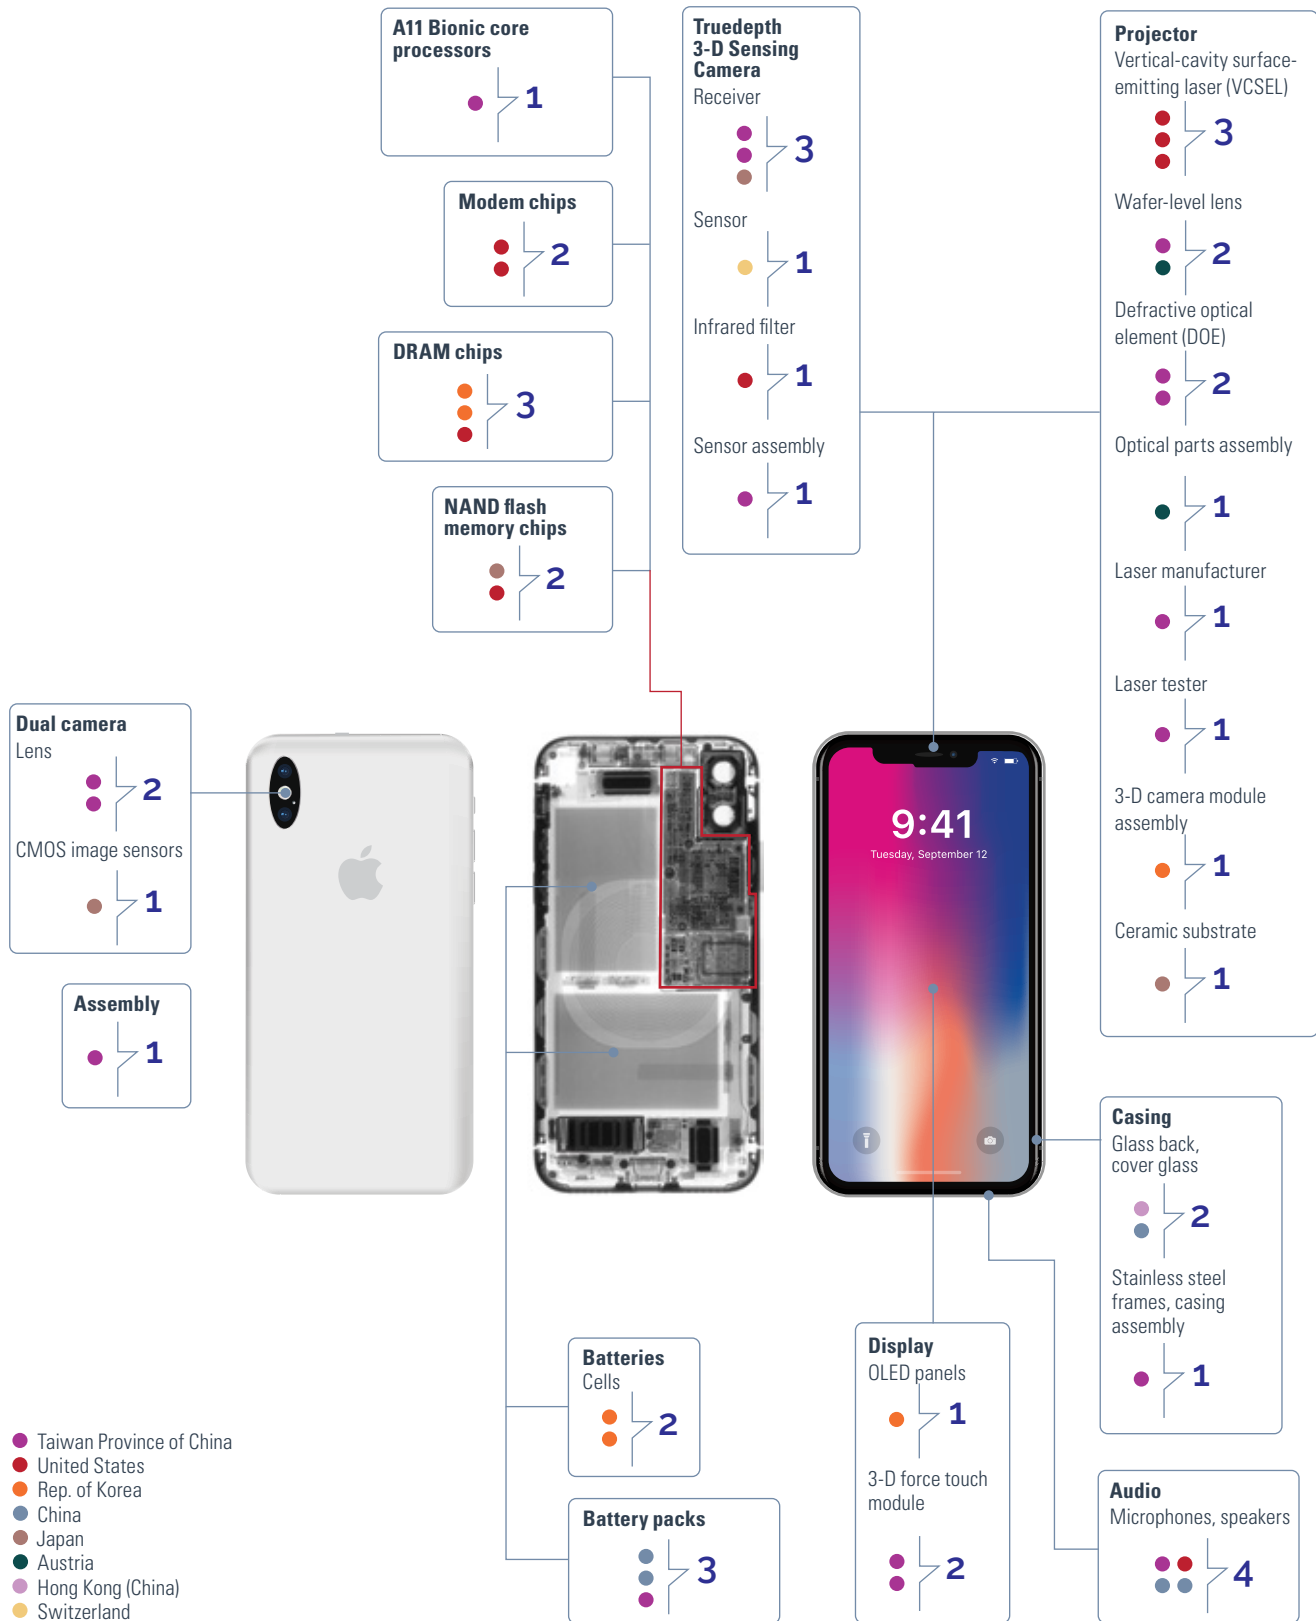 A11 Bionic core
processors
1
Modem chips
2
DRAM chips
3
NAND flash
memory chips
2
Truedepth
3-D Sensing
Camera
Receiver
3
Sensor
1
Infrared filter
1
Sensor assembly
1
Projector
Vertical-cavity surface-
emitting laser (VCSEL)
3
Wafer-level lens
2
Defractive optical
element (DOE)
2
Optical parts assembly
1
Laser manufacturer
1
Laser tester
1
3-D camera module
assembly
1
Ceramic substrate
1
Dual camera
Lens
2
CMOS image sensors
1
Assembly
1
9:41
Tuesday, September 12
Casing
Glass back,
cover glass
2
Stainless steel
frames, casing
assembly
1
Batteries
Cells
2
Battery packs
3
Display
OLED panels
1
3-D force touch
module
2
Audio
Microphones, speakers
4
Taiwan Province of China
United States
Rep. of Korea
China
Japan
Austria
Hong Kong (China)
Switzerland